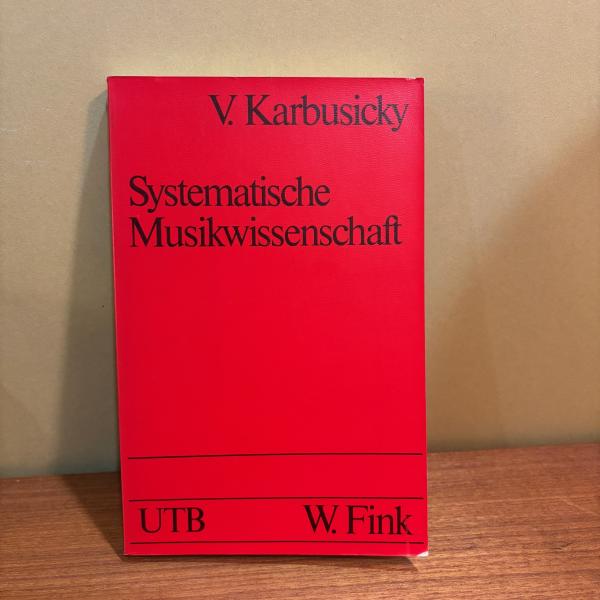 V. Karbusicky
Systematische
Musikwissenschaft
UTB W. Fink